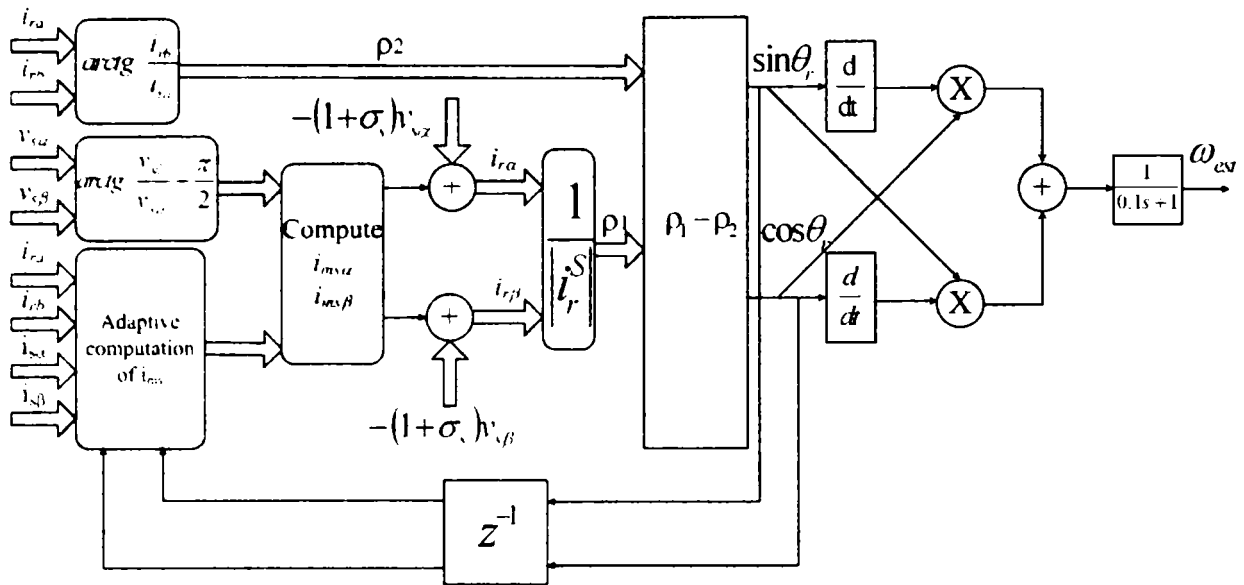 i_ra
i_rb
arctg i_rb / i_ra
ρ2
v_sα
v_sβ
arctg v_sβ / v_sα - π/2
i_ra
i_rb
i_sα
i_sβ
Adaptive
computation
of i_ms
Compute
i_msα
i_msβ
-(1+σ_s)v_sα
+
i_rα
+
i_rβ
-(1+σ_s)v_sβ
1 / |i_r^S|
ρ1
ρ₁-ρ₂
sinθ_r
cosθ_r
d/dt
d/dt
X
X
+
1 / (0.1s+1)
ω_est
z^-1